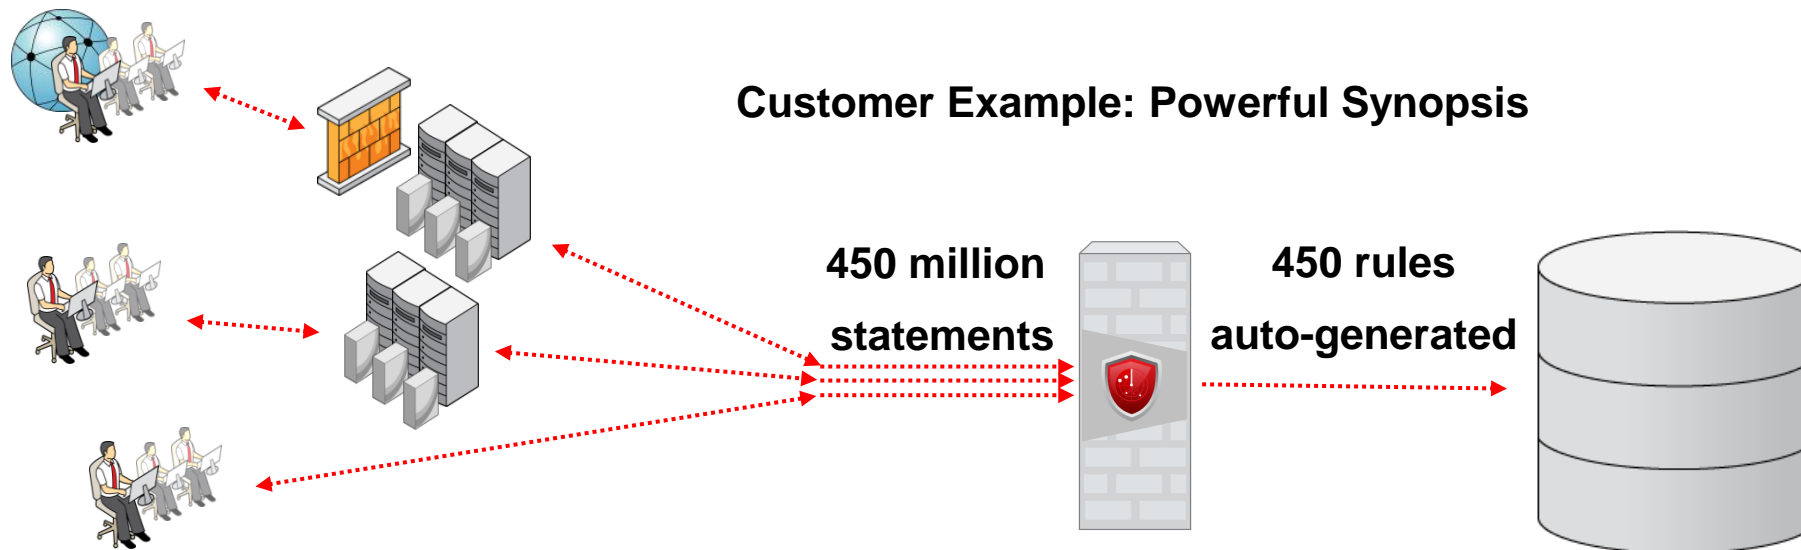 Customer Example: Powerful Synopsis
450 million
statements
450 rules
auto-generated